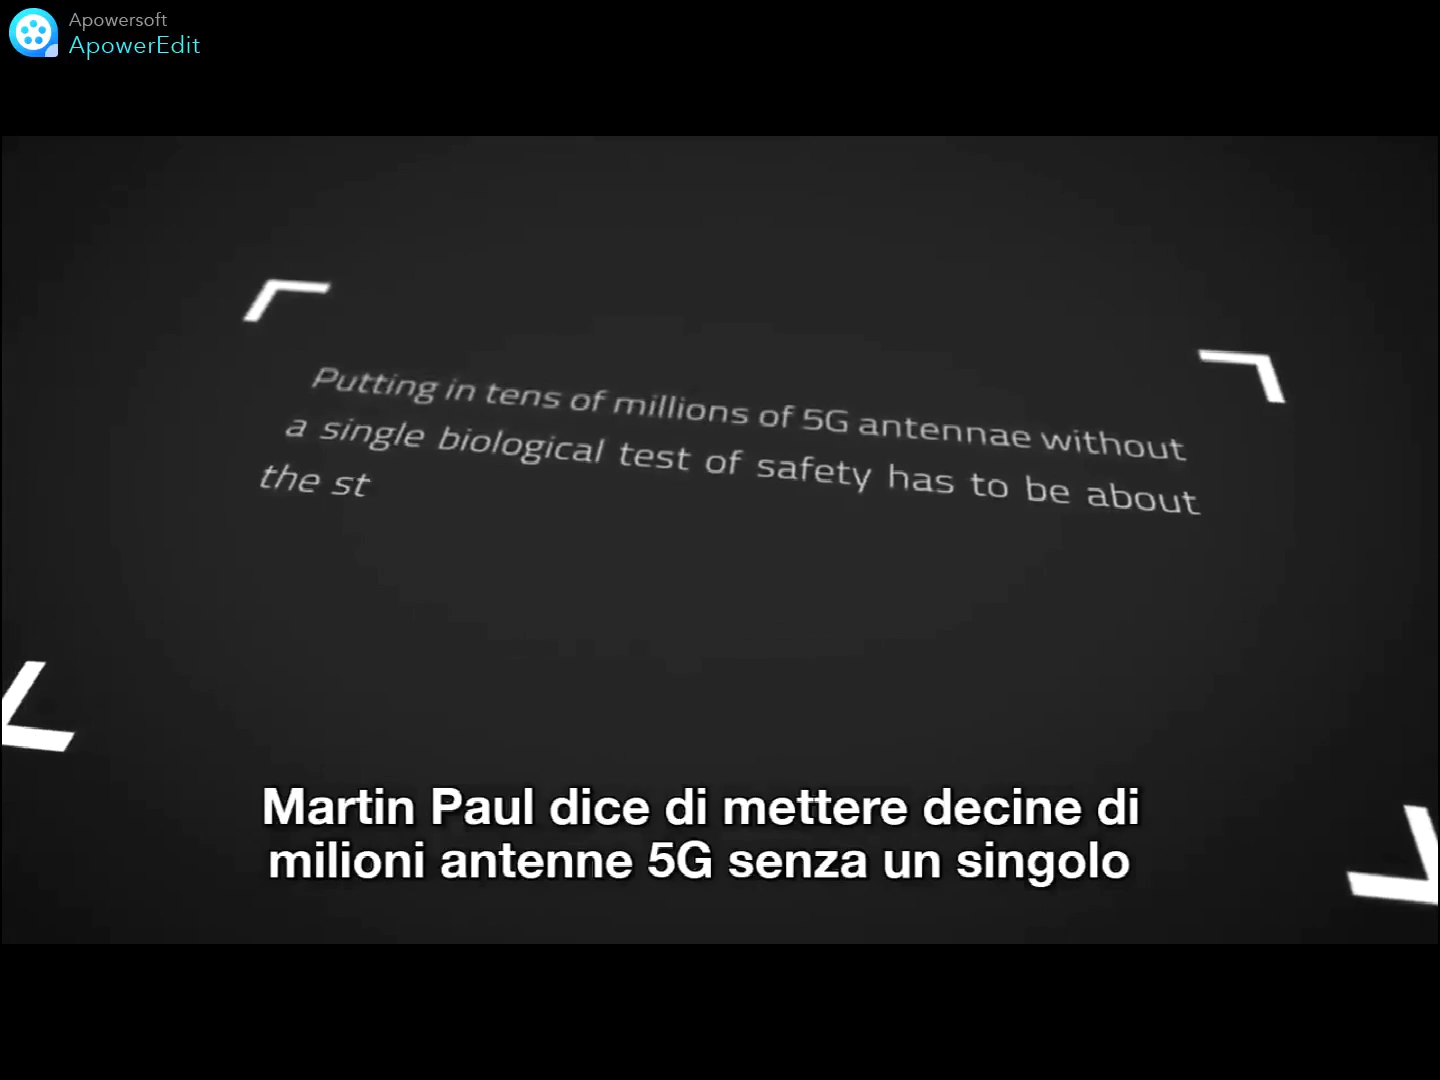 Apowersoft
ApowerEdit
Putting in tens of millions of 5G antennae without
a single biological test of safety has to be about
the st
Martin Paul dice di mettere decine di
milioni antenne 5G senza un singolo